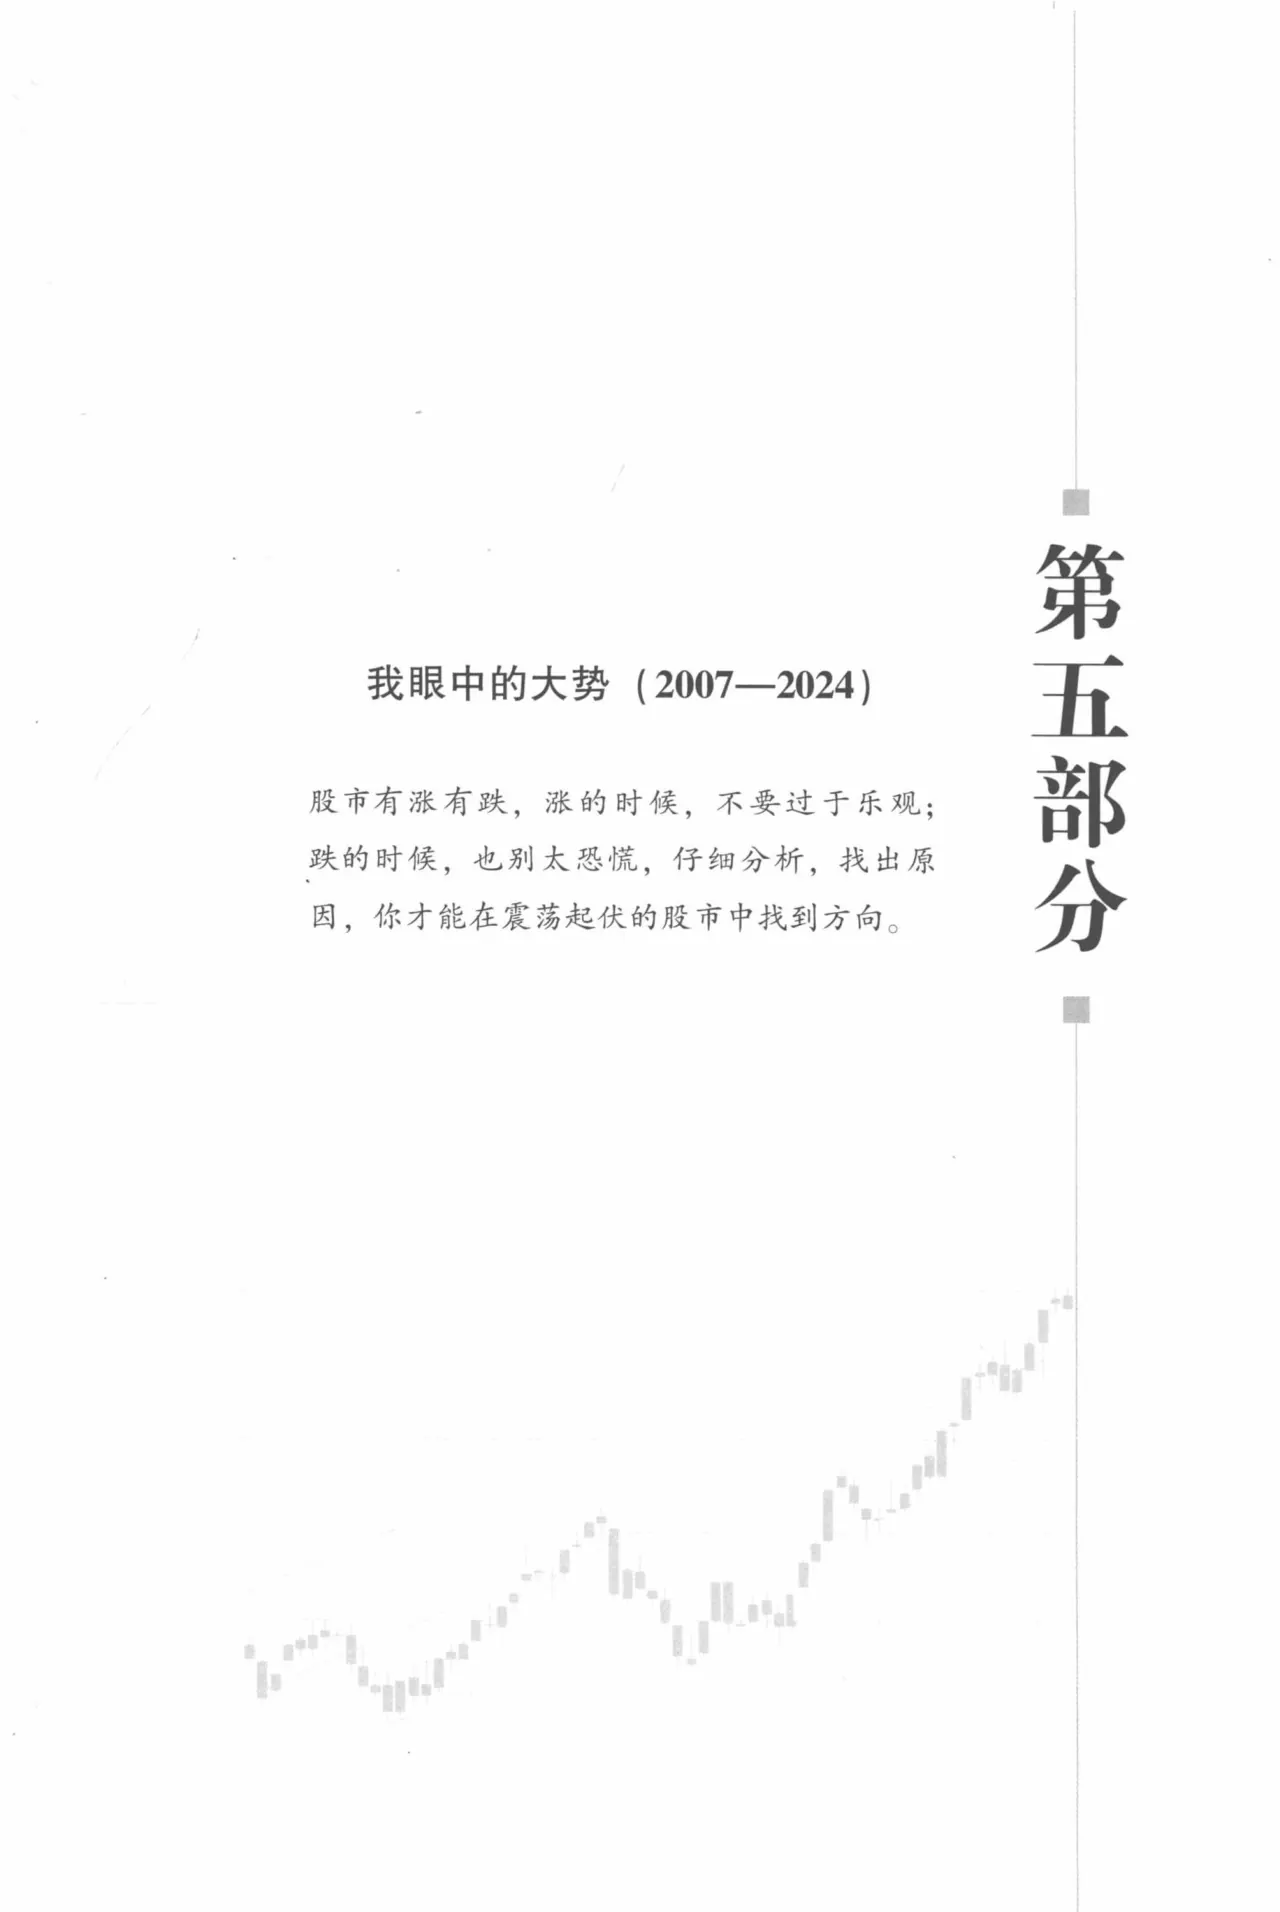 第五部分
我眼中的大势（2007—2024）
股市有涨有跌，涨的时候，不要过于乐观；
跌的时候，也别太恐慌，仔细分析，找出原
因，你才能在震荡起伏的股市中找到方向。